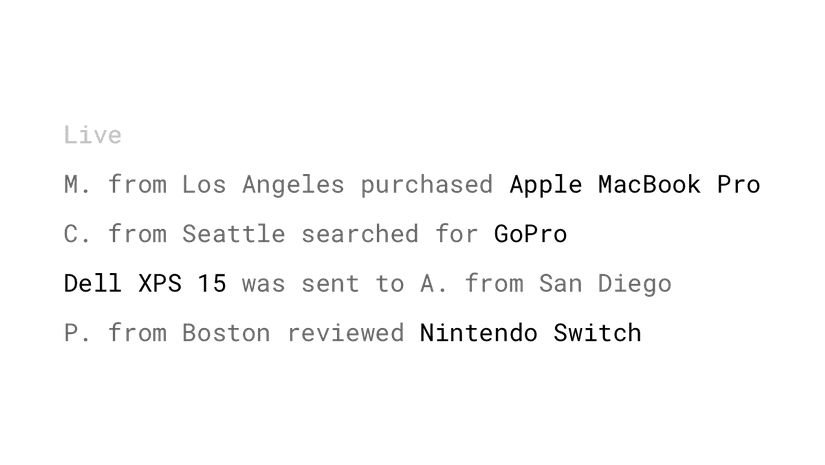 Live
M. from Los Angeles purchased Apple MacBook Pro
C. from Seattle searched for GoPro
Dell XPS 15 was sent to A. from San Diego
P. from Boston reviewed Nintendo Switch